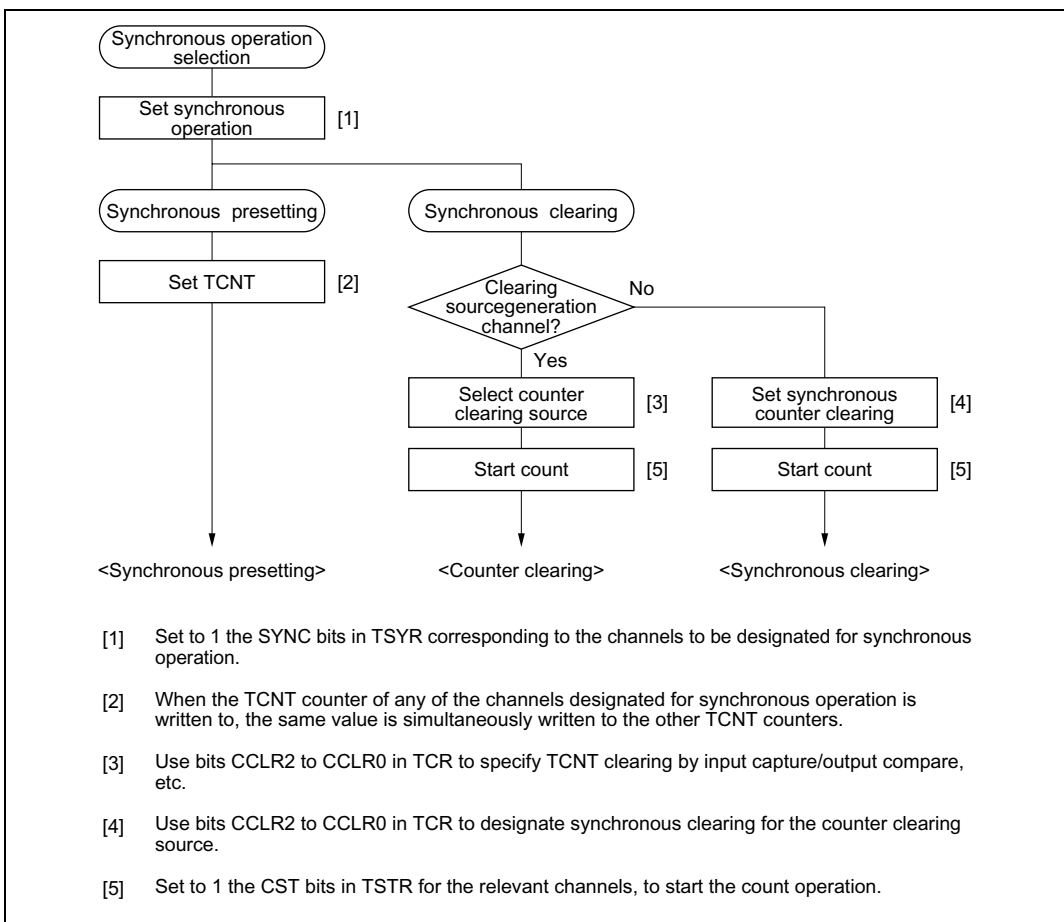 Synchronous operation
selection
Set synchronous
operation
[1]
Synchronous presetting
Synchronous clearing
Set TCNT
[2]
Clearing
sourcegeneration
channel?
No
Yes
Select counter
clearing source
[3]
Set synchronous
counter clearing
[4]
Start count
[5]
Start count
[5]
<Synchronous presetting>
<Counter clearing>
<Synchronous clearing>
[1] Set to 1 the SYNC bits in TSYR corresponding to the channels to be designated for synchronous
operation.
[2] When the TCNT counter of any of the channels designated for synchronous operation is
written to, the same value is simultaneously written to the other TCNT counters.
[3] Use bits CCLR2 to CCLR0 in TCR to specify TCNT clearing by input capture/output compare,
etc.
[4] Use bits CCLR2 to CCLR0 in TCR to designate synchronous clearing for the counter clearing
source.
[5] Set to 1 the CST bits in TSTR for the relevant channels, to start the count operation.